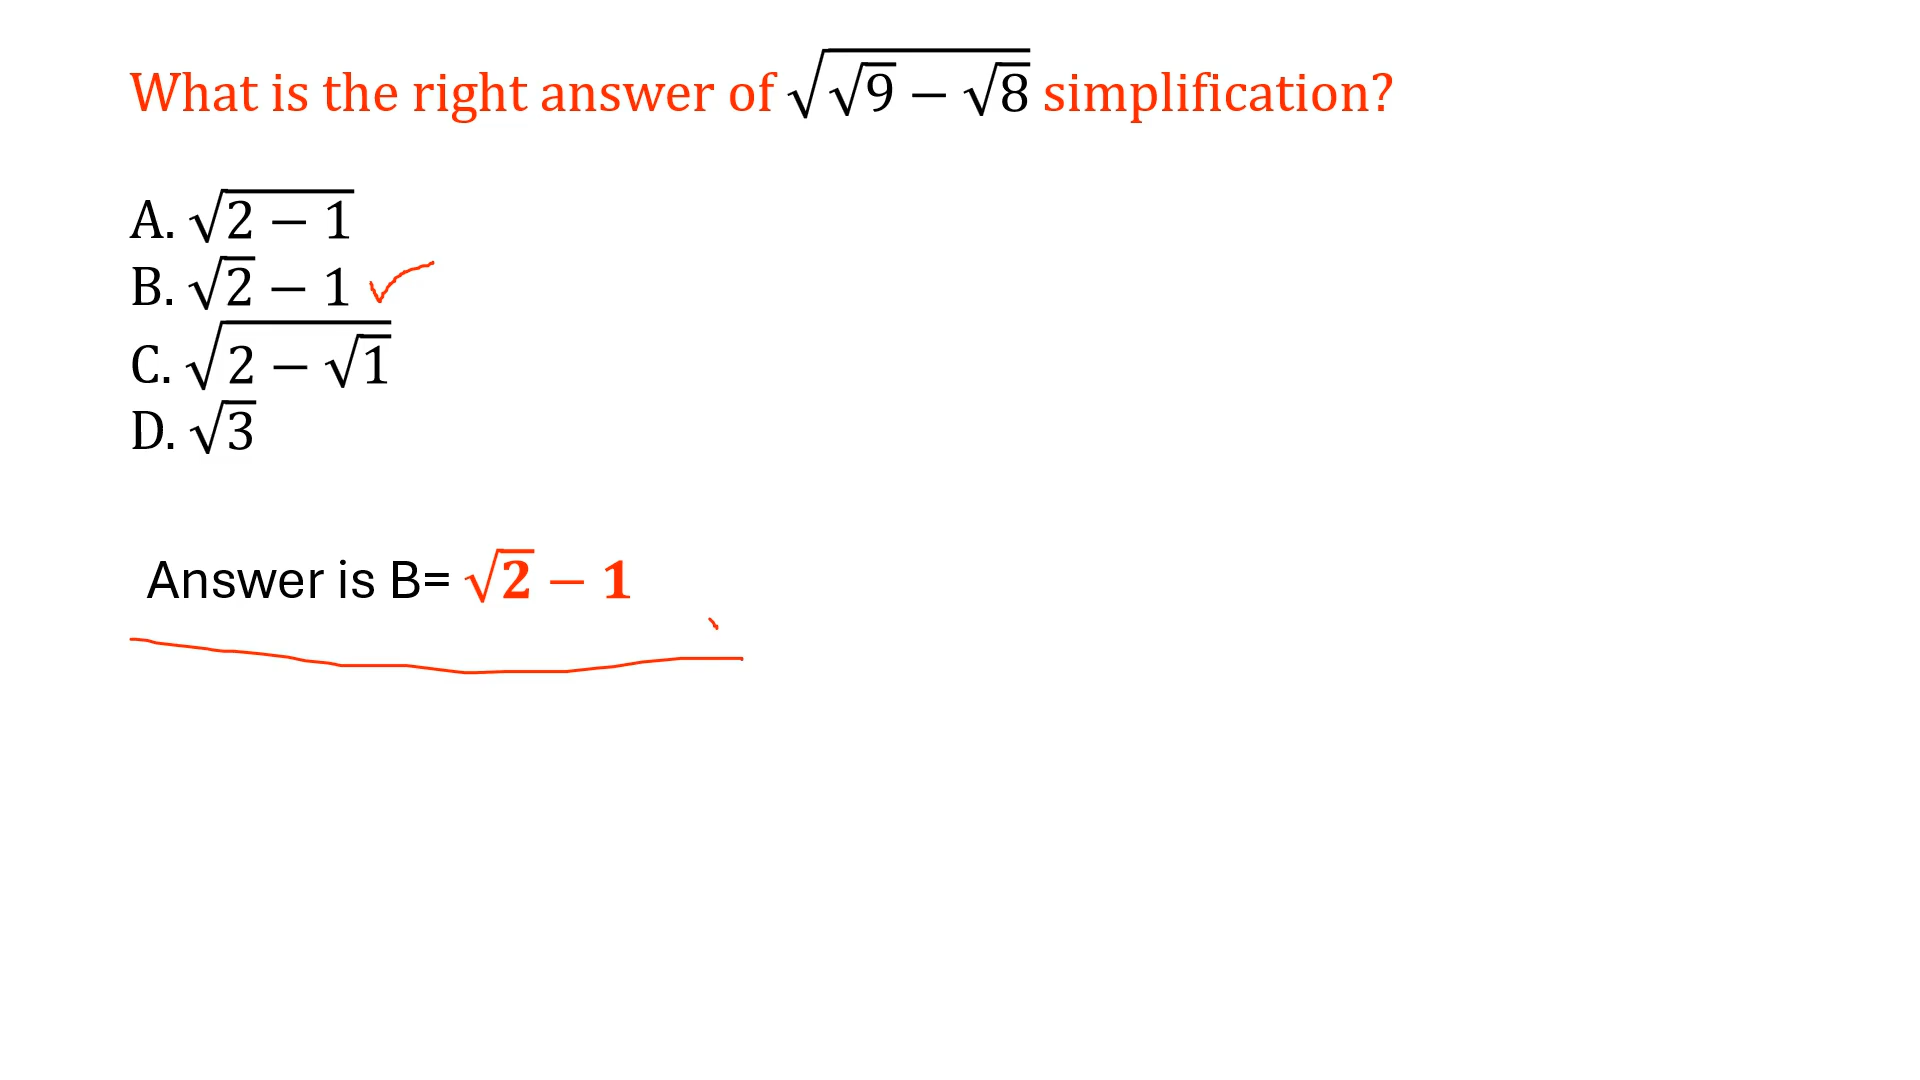 What is the right answer of √(√9 − √8) simplification?
A. √(2 − 1)
B. √2 − 1
C. √(2 − √1)
D. √3
Answer is B= √2 − 1